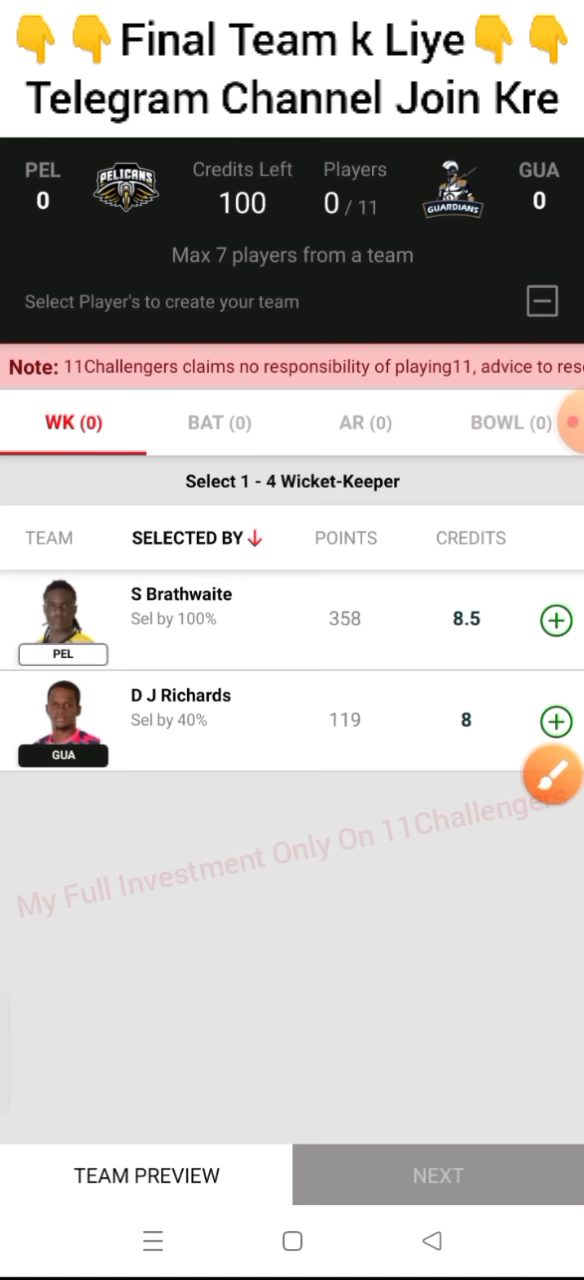 👇👇Final Team k Liye👇👇
Telegram Channel Join Kre
PEL
0
PELICANS
Credits Left
100
Players
0 / 11
GUARDIANS
GUA
0
Max 7 players from a team
Select Player's to create your team
Note: 11Challengers claims no responsibility of playing11, advice to res
WK (0) BAT (0) AR (0) BOWL (0)
Select 1 - 4 Wicket-Keeper
TEAM SELECTED BY ↓ POINTS CREDITS
S Brathwaite
Sel by 100% 358 8.5
PEL
D J Richards
Sel by 40% 119 8
GUA
My Full Investment Only On 11Challengers
TEAM PREVIEW NEXT